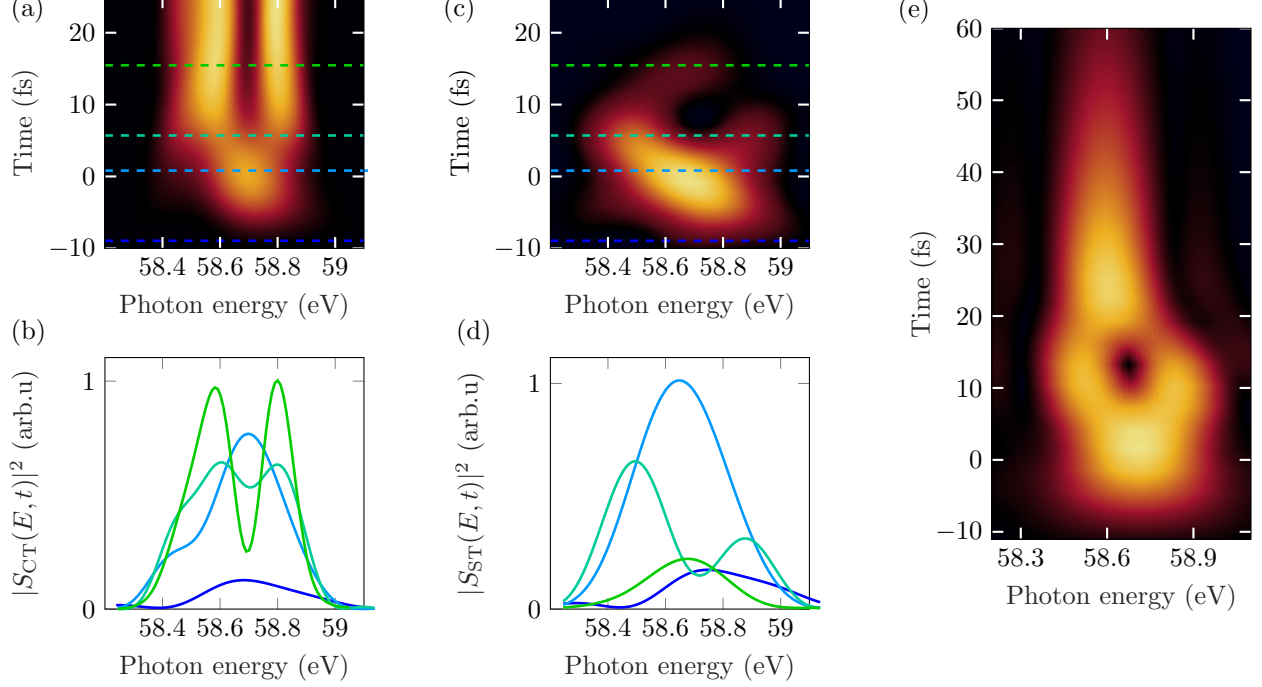 (a)
20
10
0
−10
Time (fs)
58.4 58.6 58.8 59
Photon energy (eV)
(c)
20
10
0
−10
Time (fs)
58.4 58.6 58.8 59
Photon energy (eV)
(e)
60
50
40
30
20
10
0
−10
Time (fs)
58.3 58.6 58.9
Photon energy (eV)
(b)
1
0
|S_CT(E, t)|² (arb.u)
58.4 58.6 58.8 59
Photon energy (eV)
(d)
1
0
|S_ST(E, t)|² (arb.u)
58.4 58.6 58.8 59
Photon energy (eV)